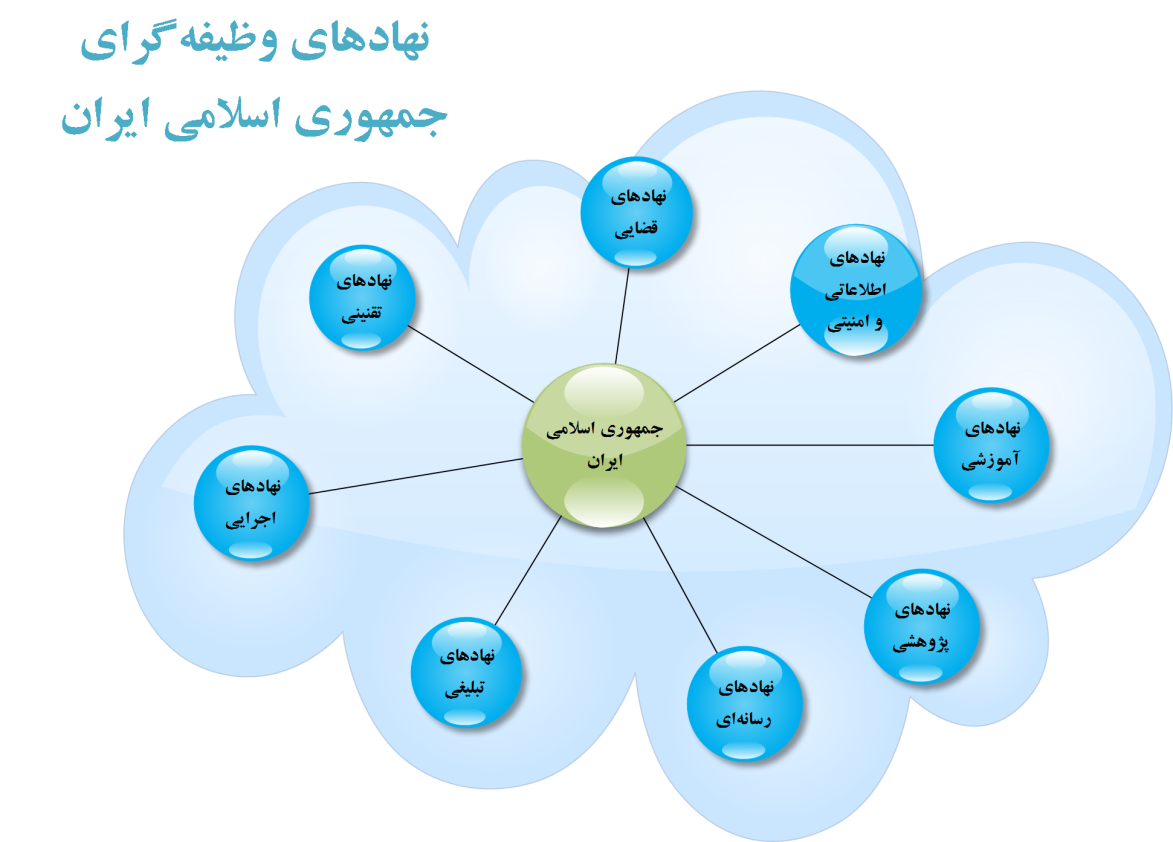 نهادهای وظیفه‌گرای
جمهوری اسلامی ایران
نهادهای
قضایی
نهادهای
اطلاعاتی
و امنیتی
نهادهای
تقنینی
جمهوری اسلامی
ایران
نهادهای
آموزشی
نهادهای
اجرایی
نهادهای
پژوهشی
نهادهای
تبلیغی
نهادهای
رسانه‌ای